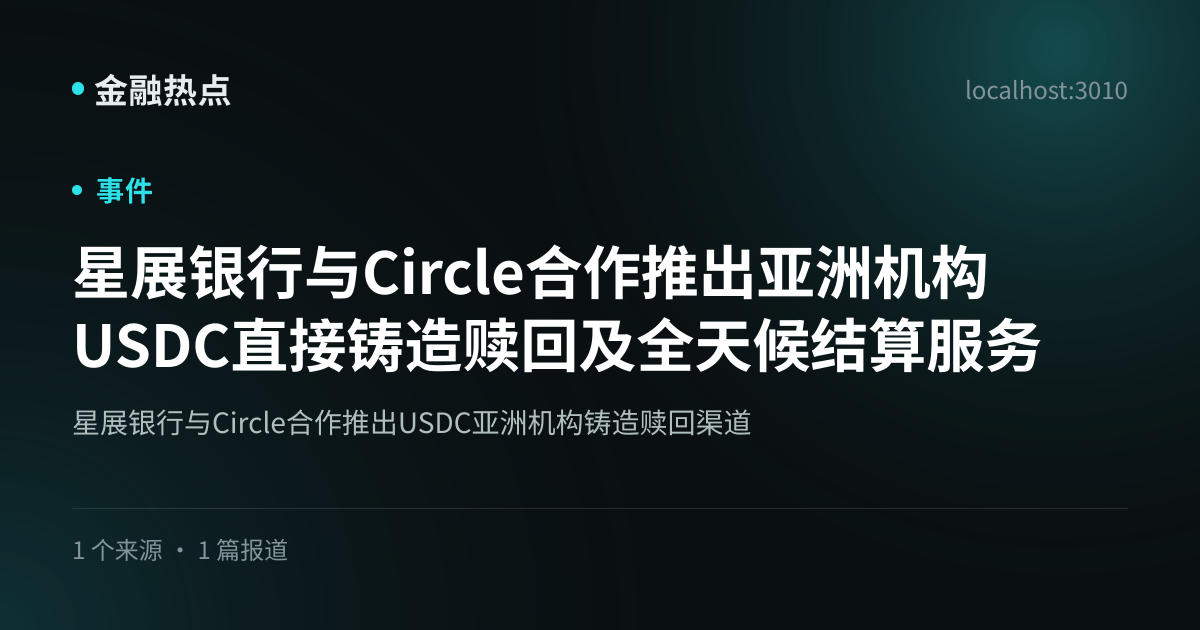 金融热点
localhost:3010
事件
星展银行与Circle合作推出亚洲机构
USDC直接铸造赎回及全天候结算服务
星展银行与Circle合作推出USDC亚洲机构铸造赎回渠道
1 个来源 · 1 篇报道